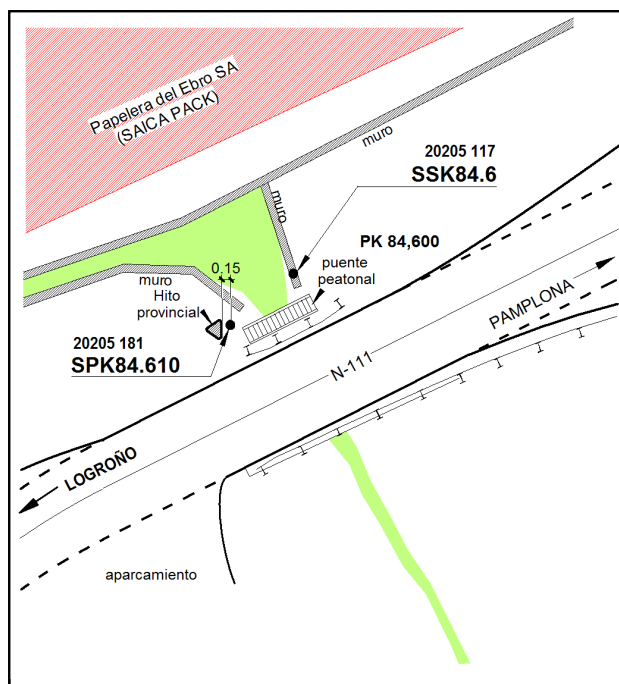 Papelera del Ebro SA
(SAICA PACK)
muro
20205 117
SSK84.6
muro
PK 84,600
0.15
puente
peatonal
muro
Hito
provincial
20205 181
SPK84.610
PAMPLONA
N-111
LOGROÑO
aparcamiento